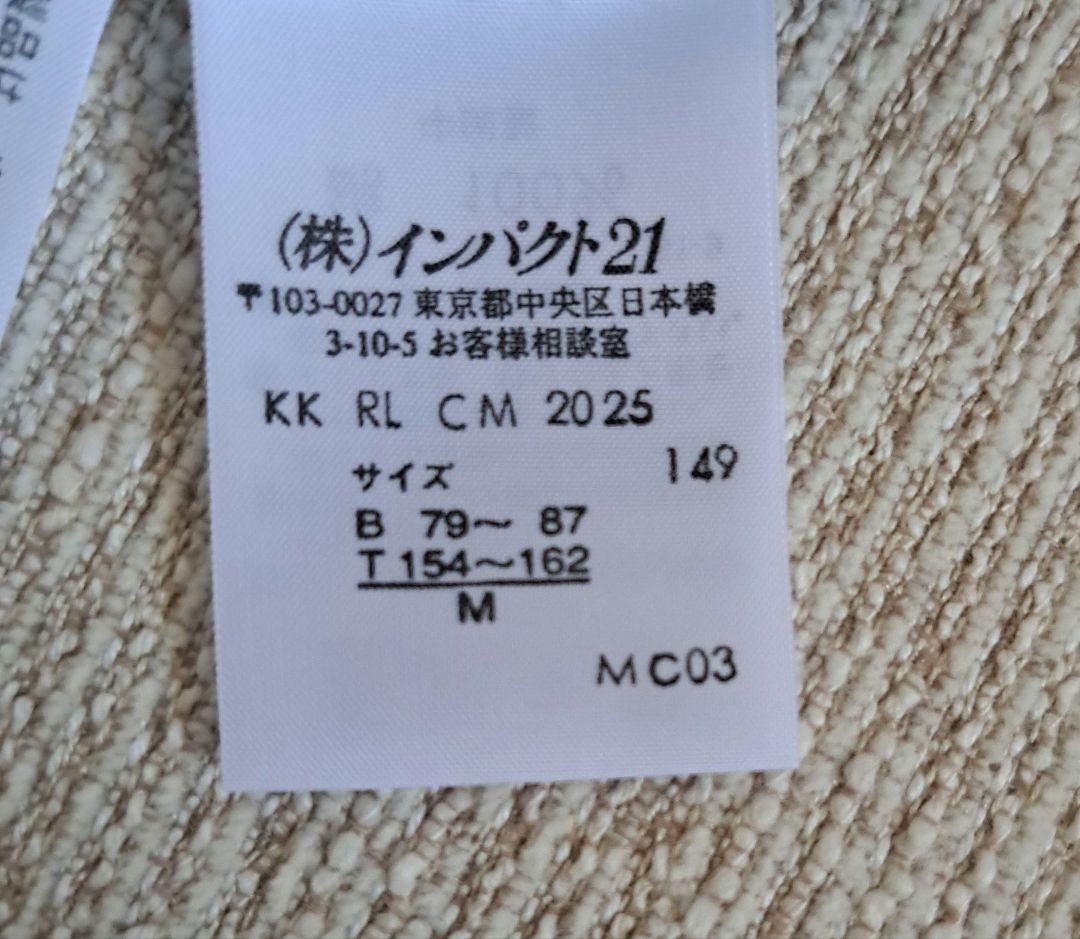 (株)インパクト21
〒103-0027 東京都中央区日本橋
3-10-5 お客様相談室
KK RL CM 2025
サイズ 149
B 79～87
T 154～162
M
MC03